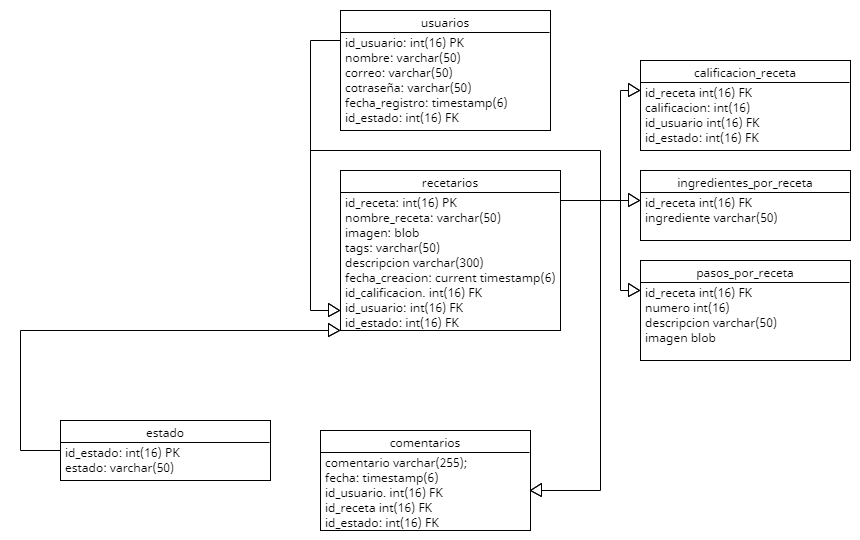 usuarios
id_usuario: int(16) PK
nombre: varchar(50)
correo: varchar(50)
cotraseña: varchar(50)
fecha_registro: timestamp(6)
id_estado: int(16) FK
calificacion_receta
id_receta int(16) FK
calificacion: int(16)
id_usuario int(16) FK
id_estado: int(16) FK
recetarios
id_receta: int(16) PK
nombre_receta: varchar(50)
imagen: blob
tags: varchar(50)
descripcion varchar(300)
fecha_creacion: current timestamp(6)
id_calificacion. int(16) FK
id_usuario: int(16) FK
id_estado: int(16) FK
ingredientes_por_receta
id_receta int(16) FK
ingrediente varchar(50)
pasos_por_receta
id_receta int(16) FK
numero int(16)
descripcion varchar(50)
imagen blob
estado
id_estado: int(16) PK
estado: varchar(50)
comentarios
comentario varchar(255);
fecha: timestamp(6)
id_usuario. int(16) FK
id_receta int(16) FK
id_estado: int(16) FK